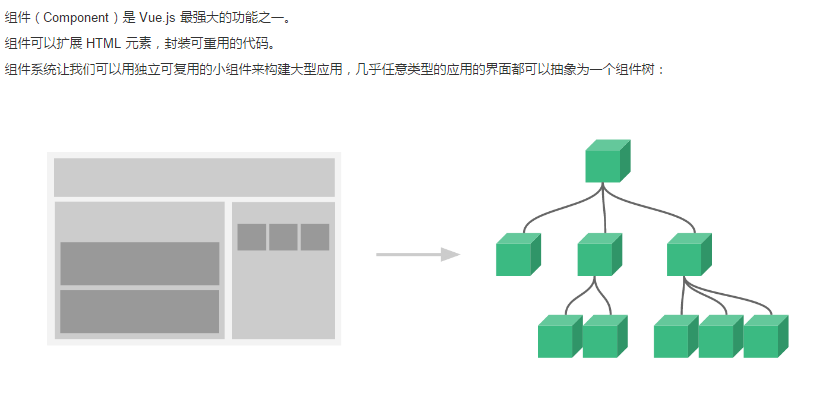 组件（Component）是 Vue.js 最强大的功能之一。
组件可以扩展 HTML 元素，封装可重用的代码。
组件系统让我们可以用独立可复用的小组件来构建大型应用，几乎任意类型的应用的界面都可以抽象为一个组件树：